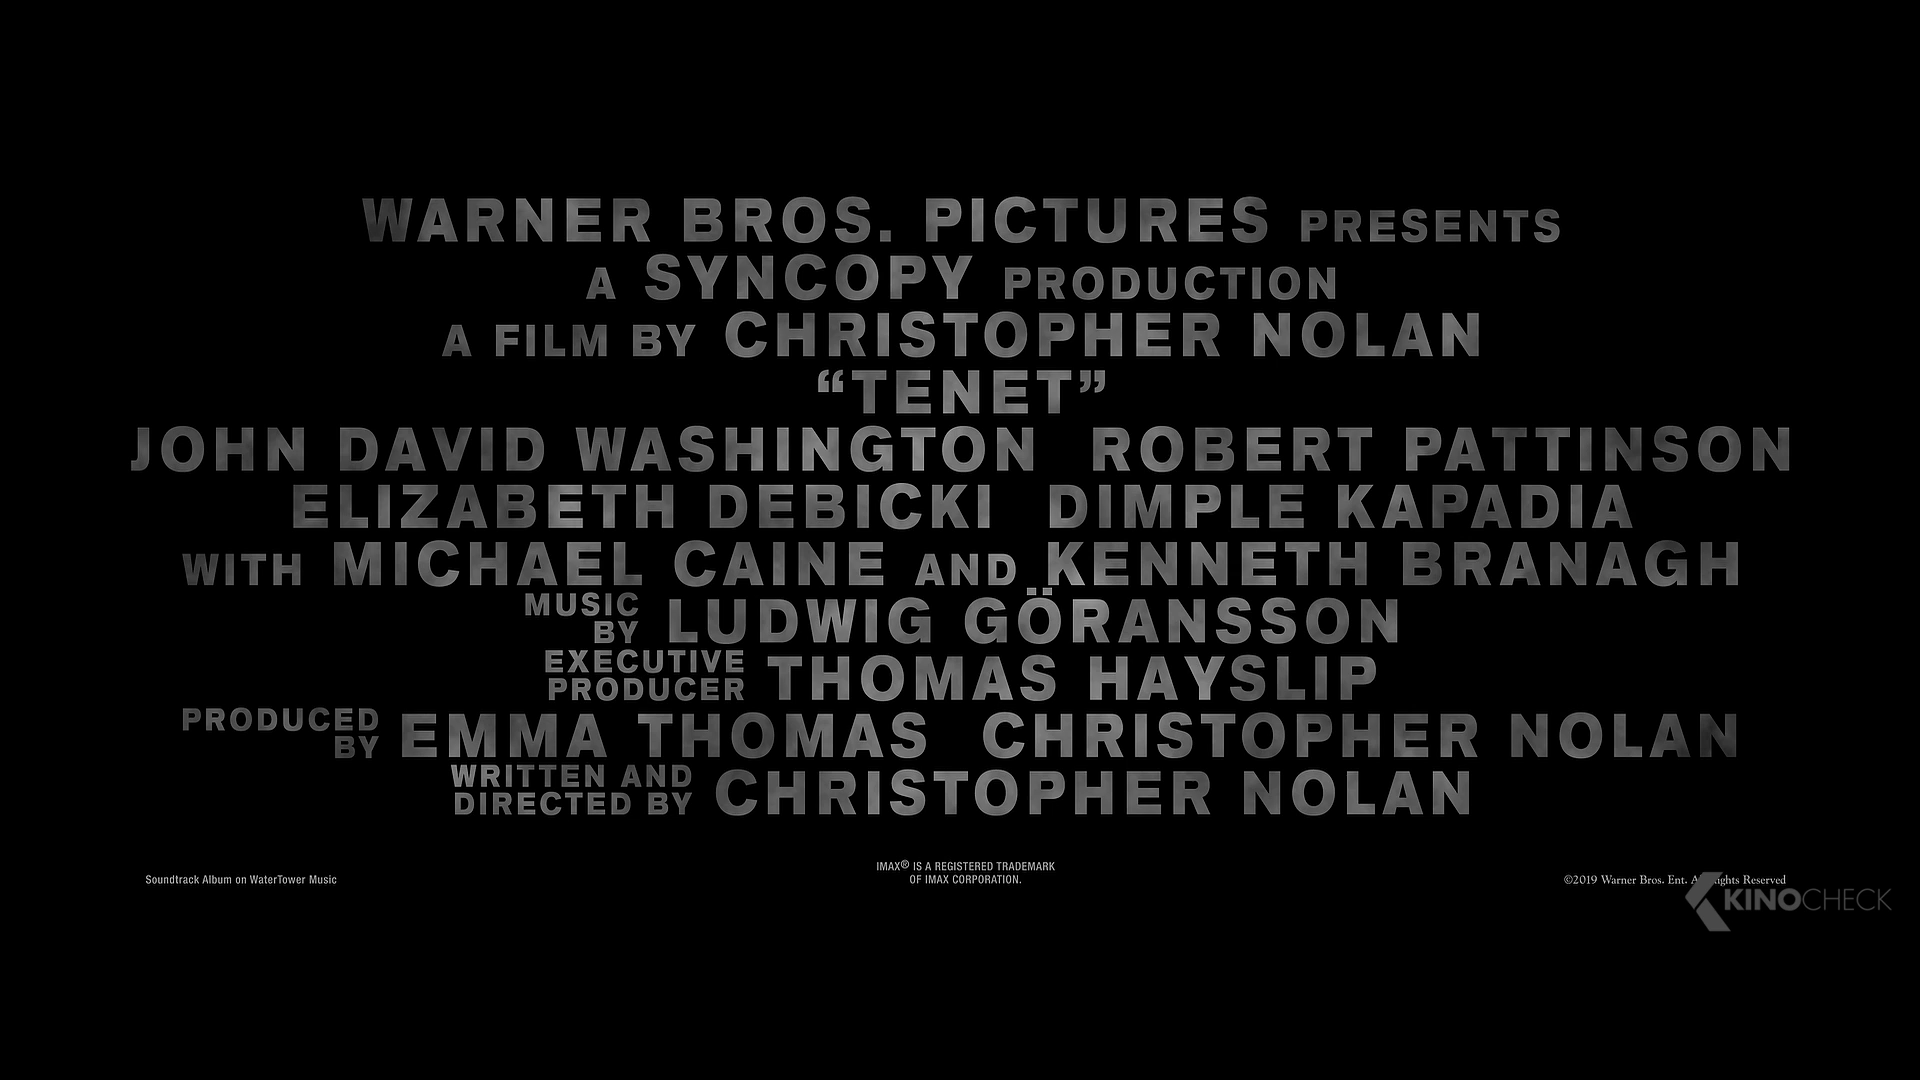 WARNER BROS. PICTURES PRESENTS
A SYNCOPY PRODUCTION
A FILM BY CHRISTOPHER NOLAN
“TENET”
JOHN DAVID WASHINGTON ROBERT PATTINSON
ELIZABETH DEBICKI DIMPLE KAPADIA
WITH MICHAEL CAINE AND KENNETH BRANAGH
MUSIC BY LUDWIG GÖRANSSON
EXECUTIVE PRODUCER THOMAS HAYSLIP
PRODUCED BY EMMA THOMAS CHRISTOPHER NOLAN
WRITTEN AND DIRECTED BY CHRISTOPHER NOLAN
Soundtrack Album on WaterTower Music
IMAX® IS A REGISTERED TRADEMARK
OF IMAX CORPORATION.
©2019 Warner Bros. Ent. All Rights Reserved
KINOCHECK